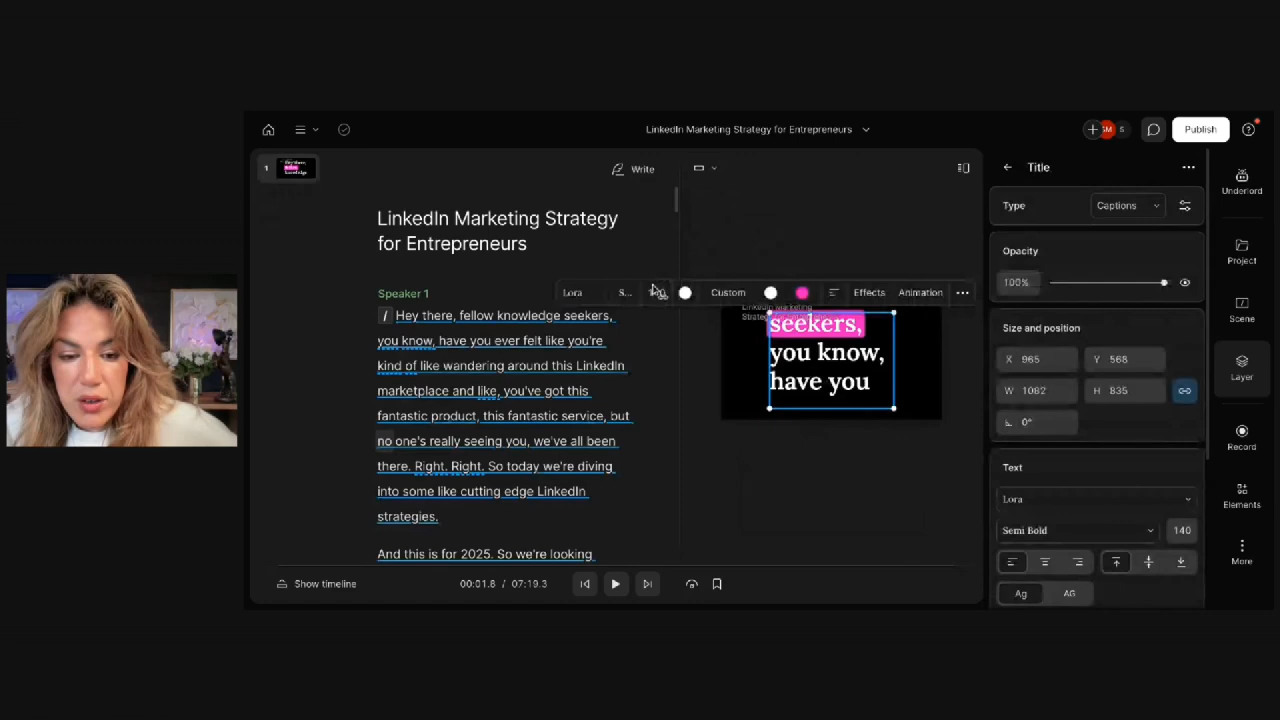 LinkedIn Marketing Strategy for Entrepreneurs
SM
S
Publish
1
Write
Title
Underlord
LinkedIn Marketing Strategy
for Entrepreneurs
Type
Captions
Opacity
100%
Project
Speaker 1
Lora
S...
Custom
Effects
Animation
Scene
LinkedIn Marketing
/ Hey there, fellow knowledge seekers,
you know, have you ever felt like you're
kind of like wandering around this LinkedIn
marketplace and like, you've got this
fantastic product, this fantastic service, but
no one's really seeing you, we've all been
there. Right. Right. So today we're diving
into some like cutting edge LinkedIn
strategies.
And this is for 2025. So we're looking
seekers,
you know,
have you
Size and position
X 965
Y 568
W 1082
H 835
0°
Layer
Record
Text
Lora
Semi Bold
140
Ag
AG
Elements
More
Show timeline
00:01.8 / 07:19.3